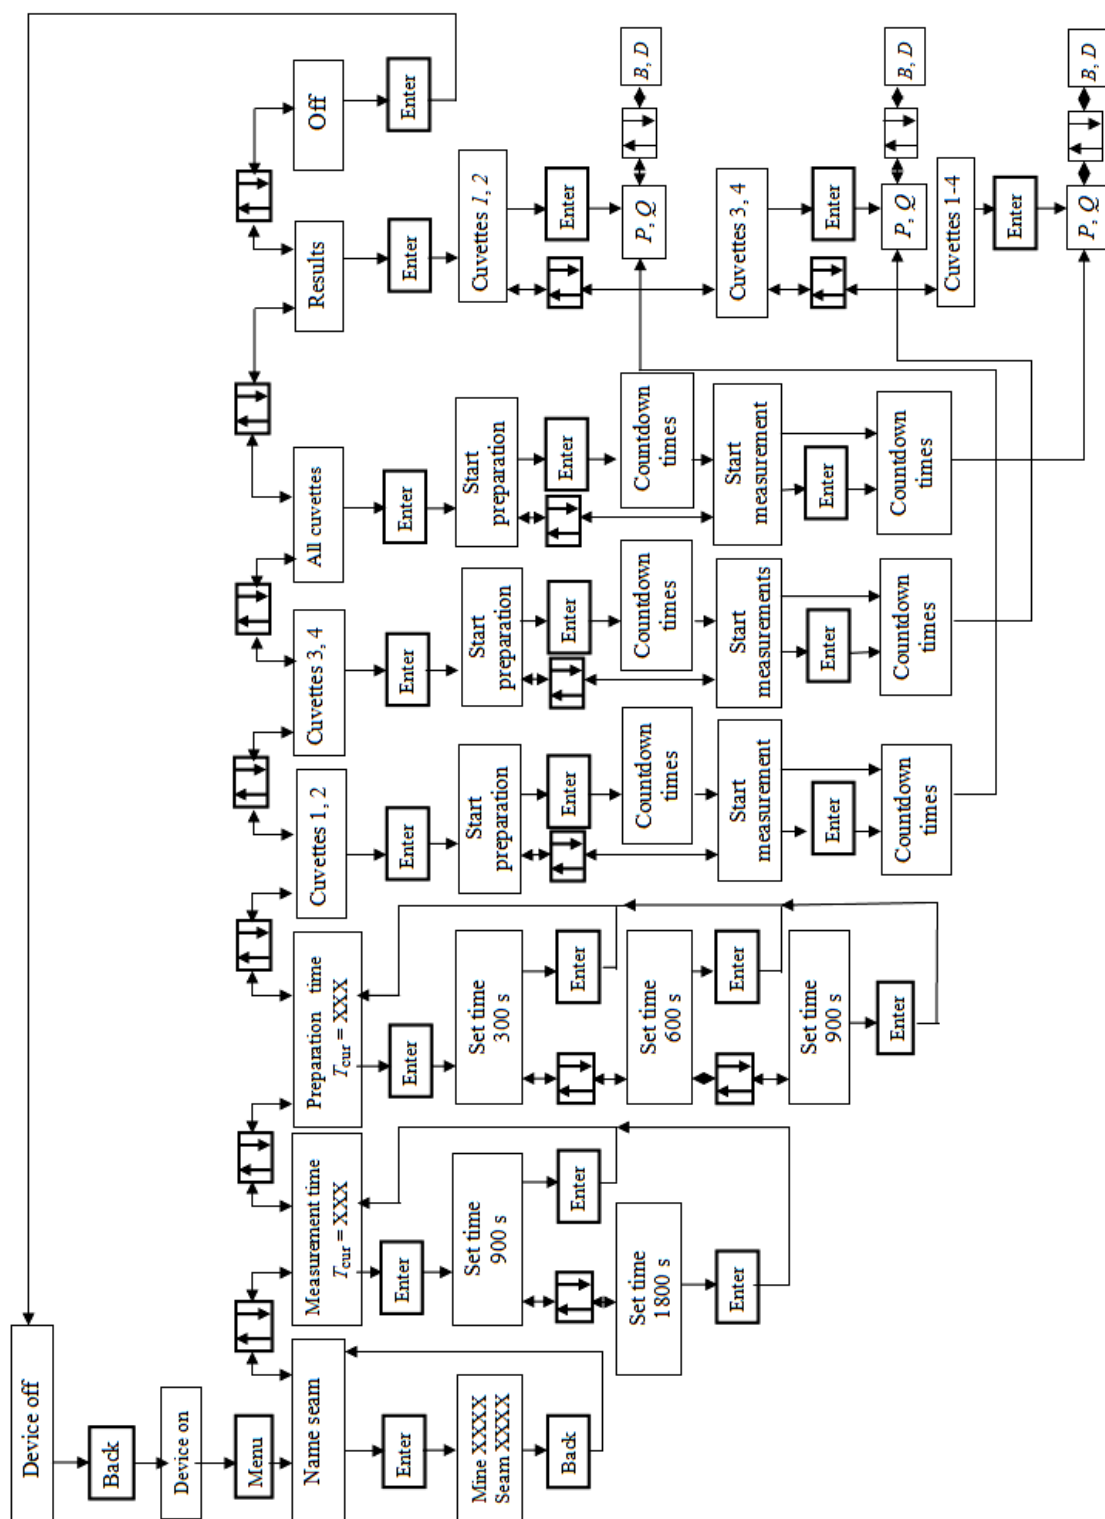 Device off
Back
Device on
Menu
Name seam
Enter
Mine XXXX
Seam XXXX
Back
Measurement time
Tcur = XXX
Enter
Set time
900 s
Enter
Set time
1800 s
Enter
Preparation time
Tcur = XXX
Enter
Set time
300 s
Enter
Set time
600 s
Enter
Set time
900 s
Enter
Cuvettes 1, 2
Enter
Start
preparation
Enter
Countdown
times
Start
measurement
Enter
Countdown
times
Cuvettes 3, 4
Enter
Start
preparation
Enter
Countdown
times
Start
measurements
Enter
Countdown
times
All cuvettes
Enter
Start
preparation
Enter
Countdown
times
Start
measurement
Enter
Countdown
times
Results
Enter
Cuvettes 1, 2
Enter
P, Q
B, D
Cuvettes 3, 4
Enter
P, Q
B, D
Cuvettes 1-4
Enter
P, Q
B, D
Off
Enter